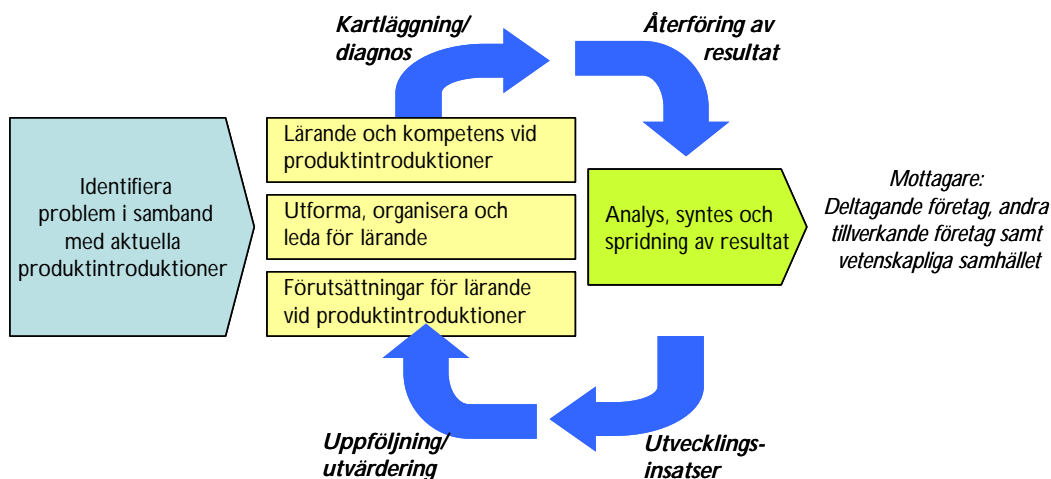 Kartläggning/
diagnos
Återföring av
resultat
Identifiera
problem i samband
med aktuella
produktintroduktioner
Lärande och kompetens vid
produktintroduktioner
Utforma, organisera och
leda för lärande
Förutsättningar för lärande
vid produktintroduktioner
Analys, syntes och
spridning av resultat
Mottagare:
Deltagande företag, andra
tillverkande företag samt
vetenskapliga samhället
Uppföljning/
utvärdering
Utvecklings-
insatser